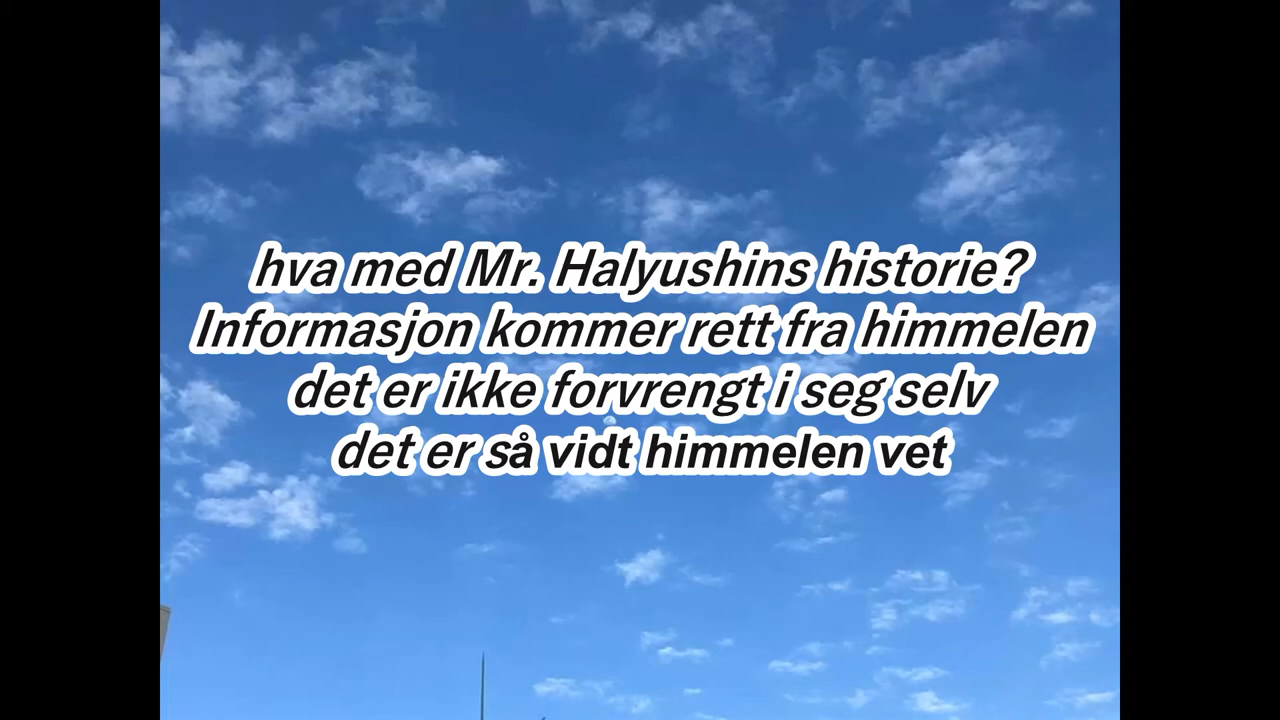 hva med Mr. Halyushins historie?
Informasjon kommer rett fra himmelen
det er ikke forvrengt i seg selv
det er så vidt himmelen vet